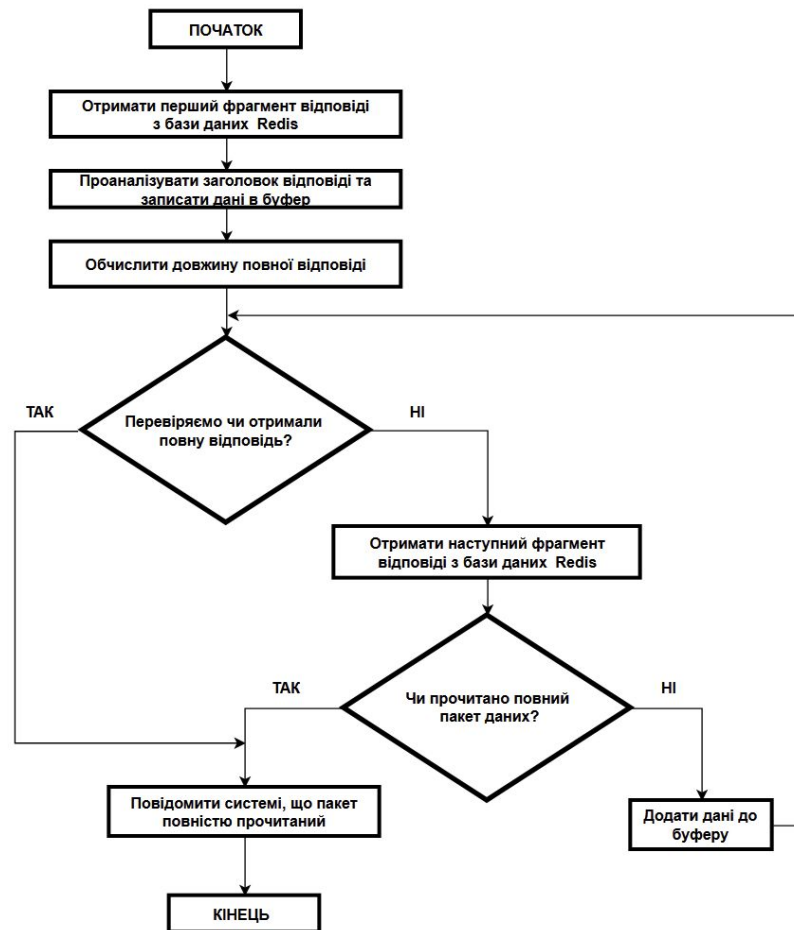 ПОЧАТОК
Отримати перший фрагмент відповіді
з бази даних Redis
Проаналізувати заголовок відповіді та
записати дані в буфер
Обчислити довжину повної відповіді
ТАК
НІ
Перевіряємо чи отримали
повну відповідь?
Отримати наступний фрагмент
відповіді з бази даних Redis
ТАК
НІ
Чи прочитано повний
пакет даних?
Повідомити системі, що пакет
повністю прочитаний
Додати дані до
буферу
КІНЕЦЬ